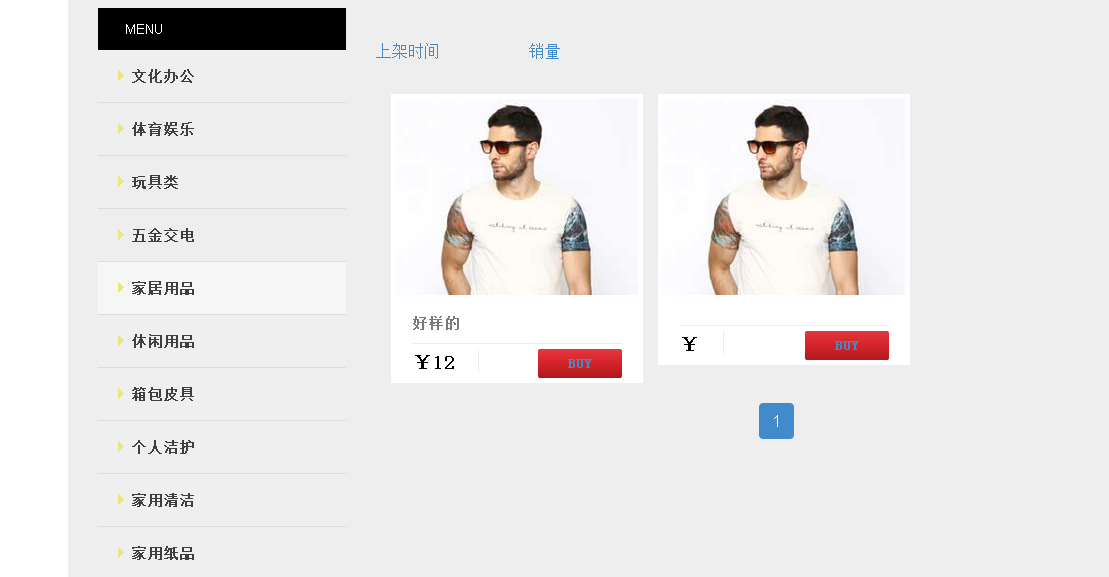 MENU
文化办公
体育娱乐
玩具类
五金交电
家居用品
休闲用品
箱包皮具
个人洁护
家用清洁
家用纸品
上架时间
销量
好样的
¥12
BUY
¥
BUY
1